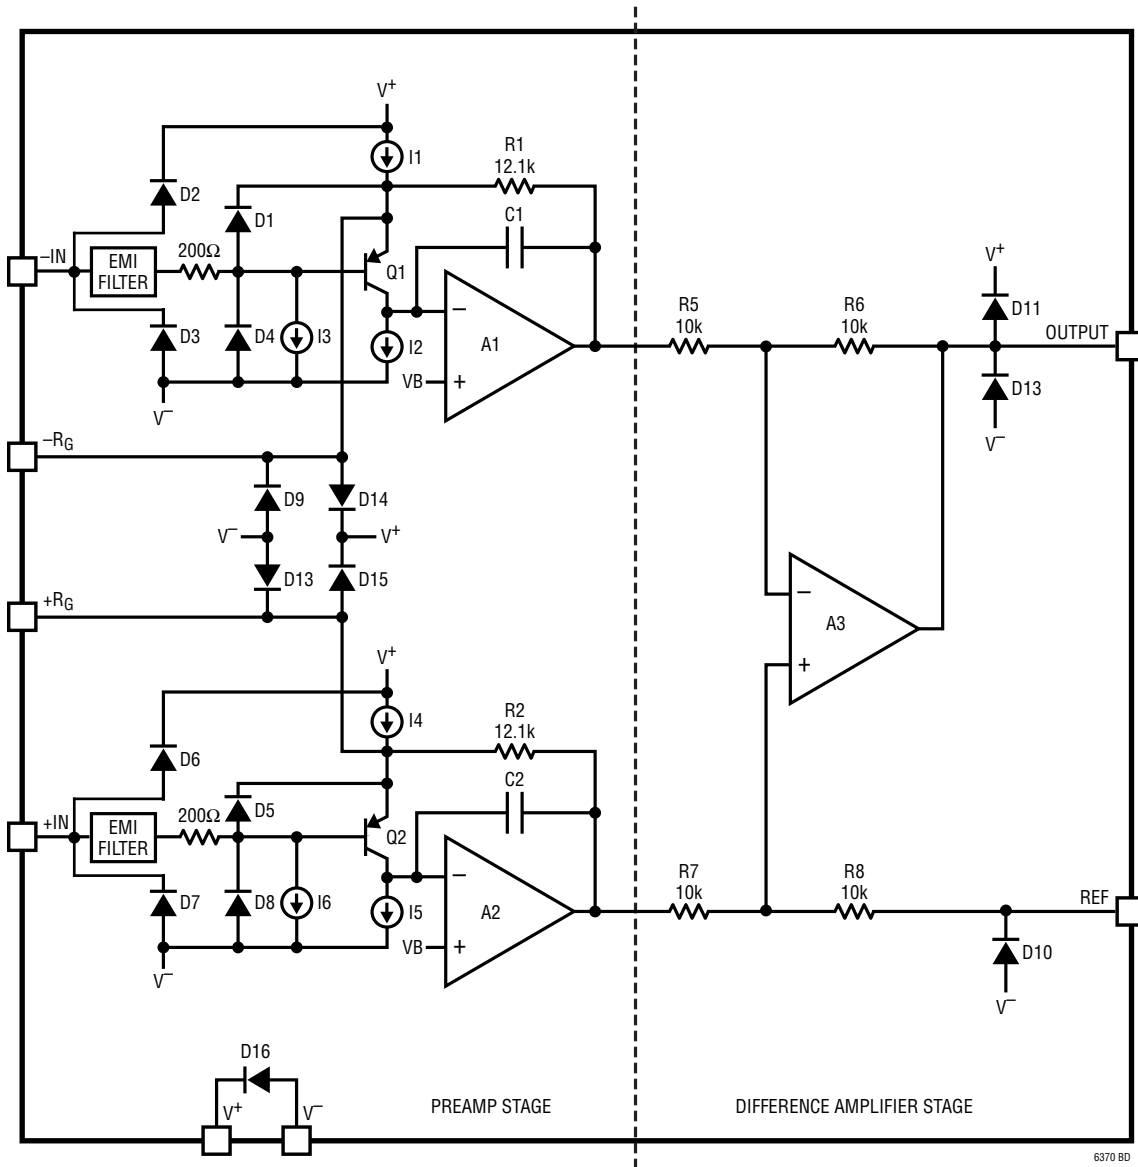 V+
I1
R1
12.1k
D2
D1
C1
–IN
EMI
FILTER
200Ω
Q1
D3
D4
I3
I2
VB
–
+
A1
V–
R5
10k
R6
10k
V+
D11
OUTPUT
D13
V–
–RG
D9
D14
V–
V+
D13
D15
+RG
–
+
A3
V+
I4
R2
12.1k
D6
D5
C2
+IN
EMI
FILTER
200Ω
Q2
D7
D8
I6
I5
VB
–
+
A2
V–
R7
10k
R8
10k
REF
D10
V–
D16
V+
V–
PREAMP STAGE
DIFFERENCE AMPLIFIER STAGE
6370 BD